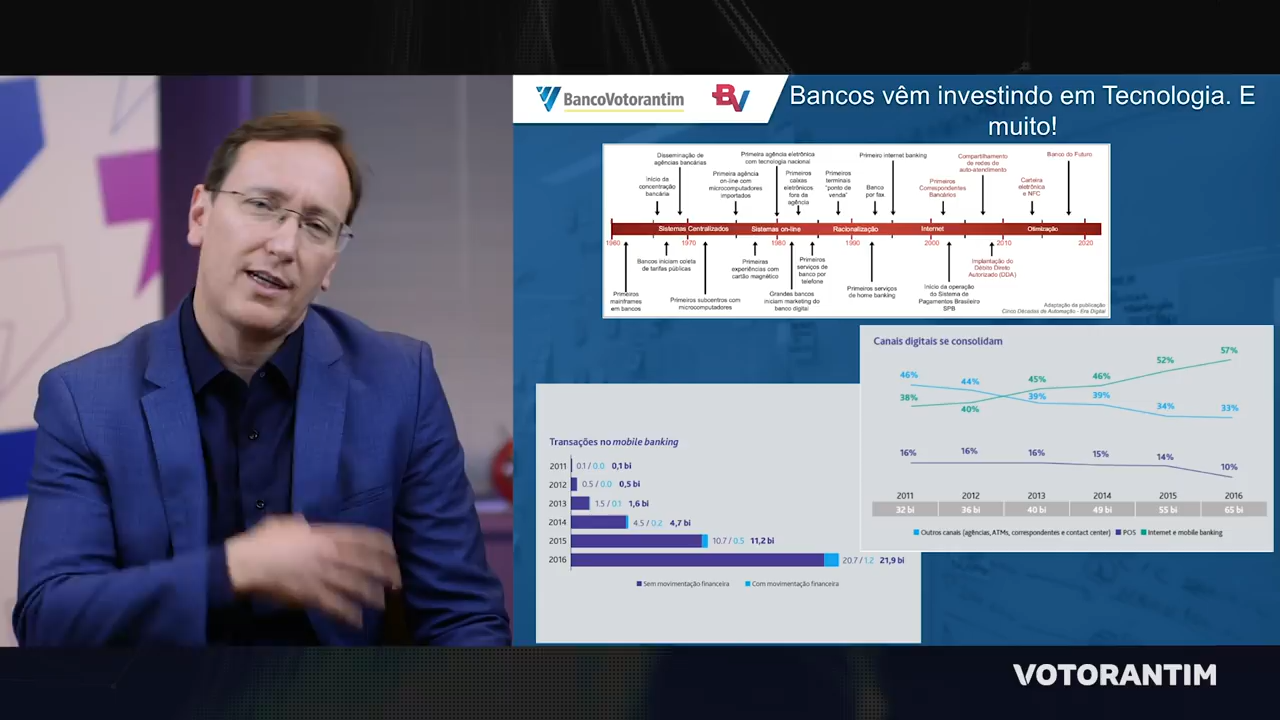 BancoVotorantim
BV
Bancos vêm investindo em Tecnologia. E
muito!
Disseminação de
agências bancárias
Primeira agência eletrônica
com tecnologia nacional
Primeiro internet banking
Compartilhamento
de redes de
auto-atendimento
Banco do Futuro
Início da
concentração
bancária
Primeira agência
on-line com
microcomputadores
importados
Primeiros
caixas
eletrônicos
fora da
agência
Primeiros
terminais
"ponto de
venda"
Banco
por fax
Primeiros
Correspondentes
Bancários
Carteira
eletrônica
e NFC
Sistemas Centralizados
Sistemas on-line
Racionalização
Internet
Otimização
1960
1970
1980
1990
2000
2010
2020
Primeiros
mainframes
em bancos
Bancos iniciam coleta
de tarifas públicas
Primeiros subcentros com
microcomputadores
Primeiras
experiências com
cartão magnético
Grandes bancos
iniciam marketing do
banco digital
Primeiros
serviços de
banco por
telefone
Primeiros serviços
de home banking
Início da operação
do Sistema de
Pagamentos Brasileiro
SPB
Implantação do
Débito Direto
Autorizado (DDA)
Adaptação da publicação
Cinco Décadas de Automação - Era Digital
Canais digitais se consolidam
46%
44%
39%
39%
34%
33%
38%
40%
45%
46%
52%
57%
16%
16%
16%
15%
14%
10%
2011
2012
2013
2014
2015
2016
32 bi
36 bi
40 bi
49 bi
55 bi
65 bi
Outros canais (agências, ATMs, correspondentes e contact center)
POS
Internet e mobile banking
Transações no mobile banking
2011 0.1 / 0.0 0,1 bi
2012 0.5 / 0.0 0,5 bi
2013 1.5 / 0.1 1,6 bi
2014 4.5 / 0.2 4,7 bi
2015 10.7 / 0.5 11,2 bi
2016 20.7 / 1.2 21,9 bi
Sem movimentação financeira
Com movimentação financeira
VOTORANTIM